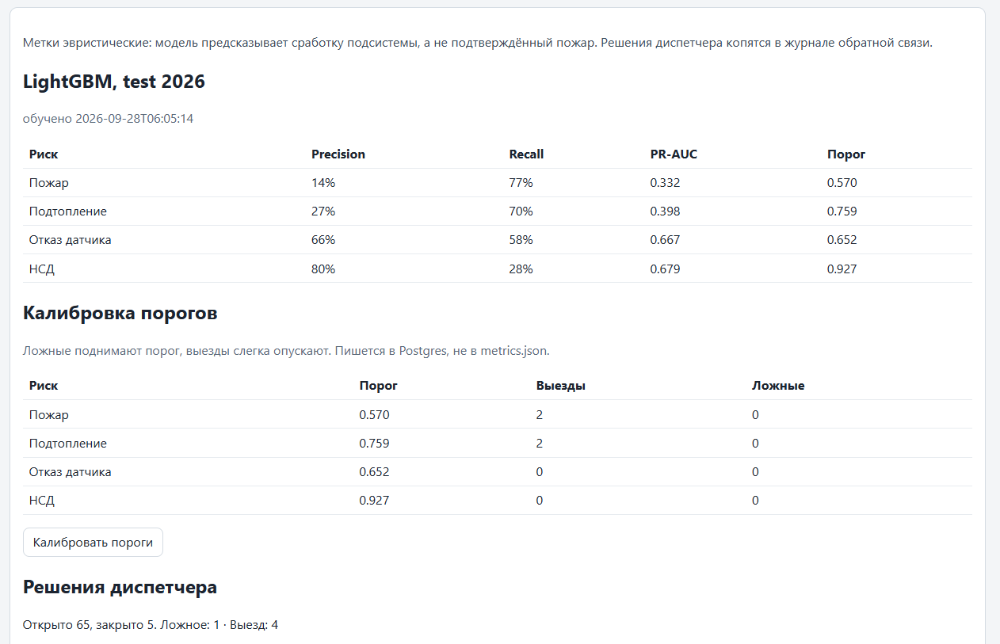 Метки эвристические: модель предсказывает сработку подсистемы, а не подтверждённый пожар. Решения диспетчера копятся в журнале обратной связи.
LightGBM, test 2026
обучено 2026-09-28T06:05:14
Риск Precision Recall PR-AUC Порог
Пожар 14% 77% 0.332 0.570
Подтопление 27% 70% 0.398 0.759
Отказ датчика 66% 58% 0.667 0.652
НСД 80% 28% 0.679 0.927
Калибровка порогов
Ложные поднимают порог, выезды слегка опускают. Пишется в Postgres, не в metrics.json.
Риск Порог Выезды Ложные
Пожар 0.570 2 0
Подтопление 0.759 2 0
Отказ датчика 0.652 0 0
НСД 0.927 0 0
Калибровать пороги
Решения диспетчера
Открыто 65, закрыто 5. Ложное: 1 · Выезд: 4